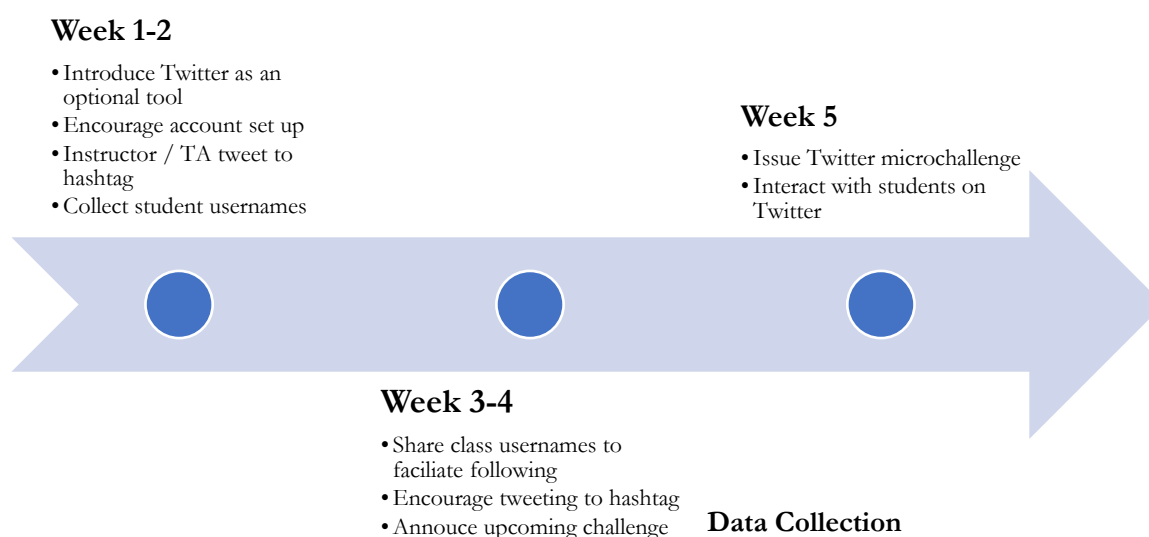 Week 1-2
• Introduce Twitter as an
optional tool
• Encourage account set up
• Instructor / TA tweet to
hashtag
• Collect student usernames
Week 3-4
• Share class usernames to
faciliate following
• Encourage tweeting to hashtag
• Annouce upcoming challenge
Week 5
• Issue Twitter microchallenge
• Interact with students on
Twitter
Data Collection